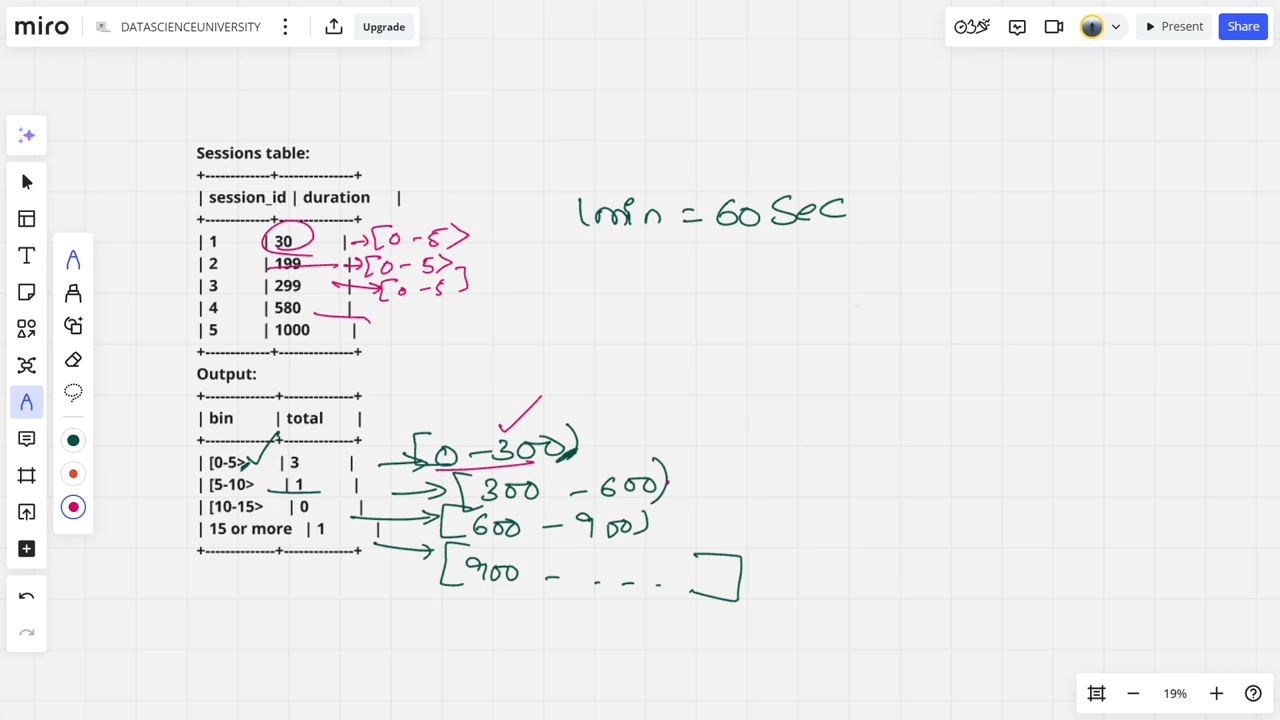 miro DATASCIENCEUNIVERSITY Upgrade Present Share
Sessions table:
+-------------+---------------+
| session_id | duration |
+-------------+---------------+
| 1 | 30 | → [0 - 5>
| 2 | 199 | → [0 - 5>
| 3 | 299 | → [0 - 5]
| 4 | 580 |
| 5 | 1000 |
+-------------+---------------+
1min = 60 Sec
Output:
+--------------+---------------+
| bin | total |
+--------------+---------------+
| [0-5> | 3 | → [0 - 300)
| [5-10> | 1 | → [300 - 600)
| [10-15> | 0 | → [600 - 900)
| 15 or more | 1 | → [900 - . - . ]
+--------------+---------------+
19%